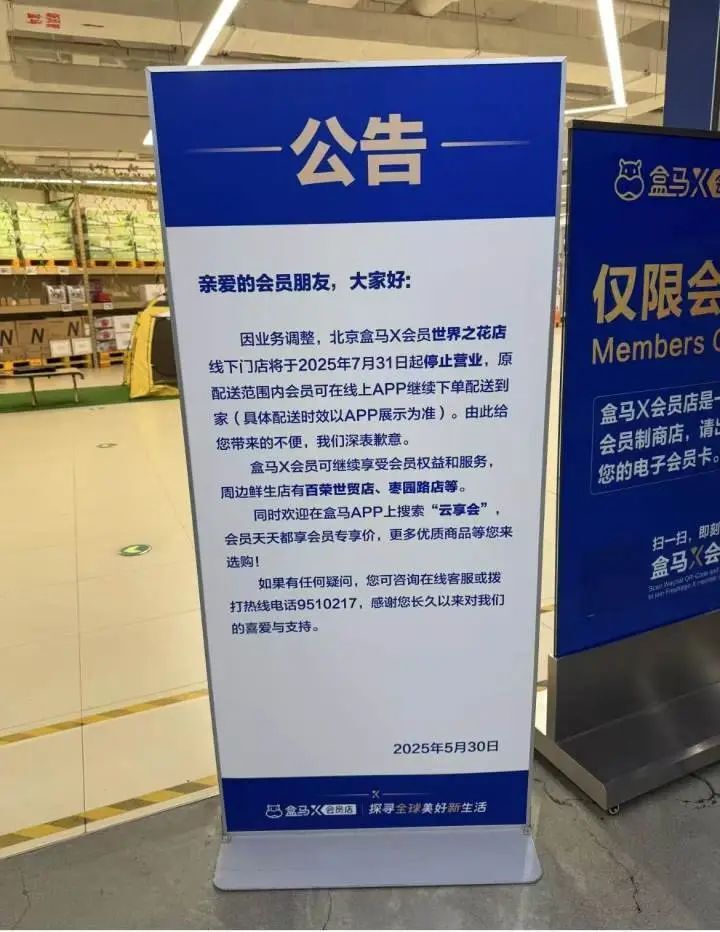 公告
亲爱的会员朋友，大家好:
因业务调整，北京盒马X会员世界之花店
线下门店将于2025年7月31日起停止营业，原
配送范围内会员可在线上APP继续下单配送到
家（具体配送时效以APP展示为准）。由此给
您带来的不便，我们深表歉意。
盒马X会员可继续享受会员权益和服务，
周边鲜生店有百荣世贸店、枣园路店等。
同时欢迎在盒马APP上搜索“云享会”，
会员天天都享会员专享价，更多优质商品等您来
选购!
如果有任何疑问，您可咨询在线客服或拨
打热线电话9510217，感谢您长久以来对我们
的喜爱与支持。
2025年5月30日
盒马X会员店 探寻全球美好新生活
盒马X
仅限会
Members
盒马X会员店是一
会员制商店，请出
您的电子会员卡。
扫一扫，即刻
盒马X会
N
N